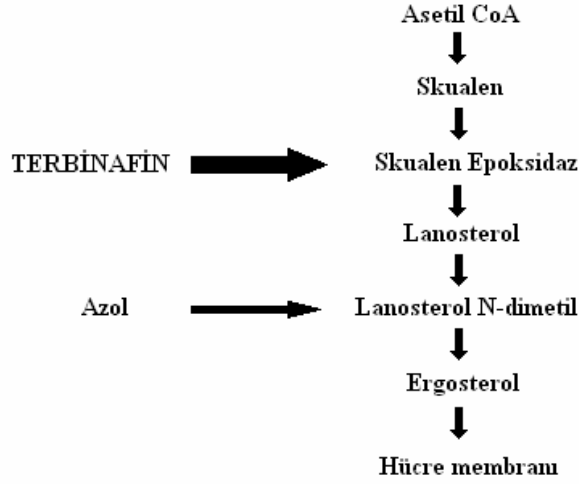 Asetil CoA
Skualen
TERBİNAFİN
Skualen Epoksidaz
Lanosterol
Azol
Lanosterol N-dimetil
Ergosterol
Hücre membranı